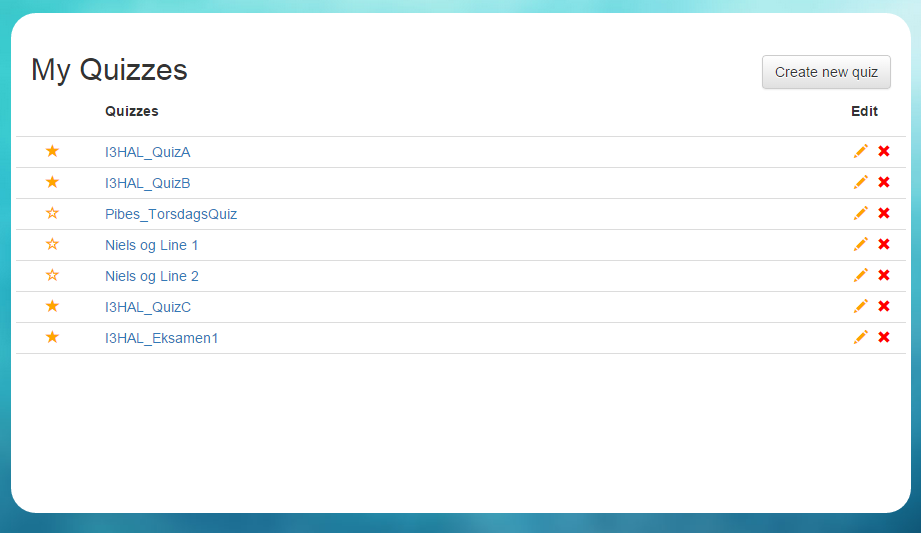 My Quizzes
Create new quiz
Quizzes Edit
I3HAL_QuizA
I3HAL_QuizB
Pibes_TorsdagsQuiz
Niels og Line 1
Niels og Line 2
I3HAL_QuizC
I3HAL_Eksamen1